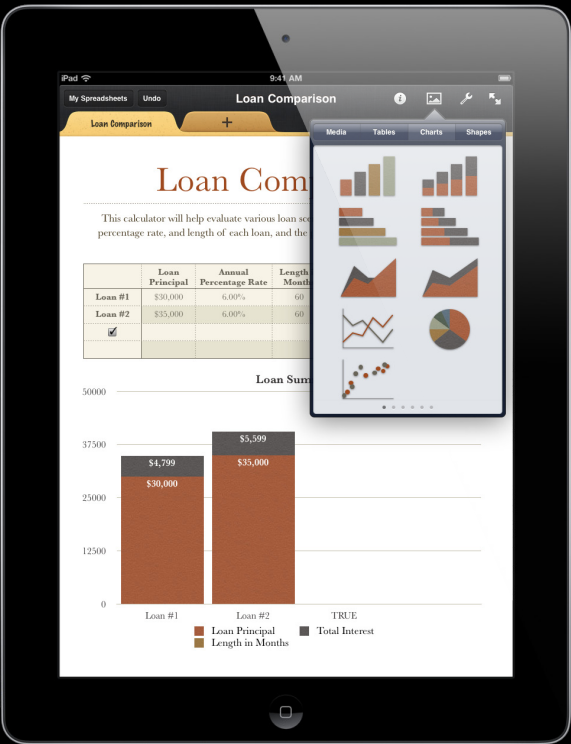 iPad
9:41 AM
My Spreadsheets Undo Loan Comparison
Loan Comparison +
Media Tables Charts Shapes
Loan Com
This calculator will help evaluate various loan
percentage rate, and length of each loan, and the
Loan Principal Annual Percentage Rate Length
Loan #1 $30,000 6.00% 60
Loan #2 $35,000 6.00% 60
Loan Sum
50000
37500
25000
12500
0
$4,799
$30,000
$5,599
$35,000
Loan #1 Loan #2 TRUE
Loan Principal Total Interest
Length in Months